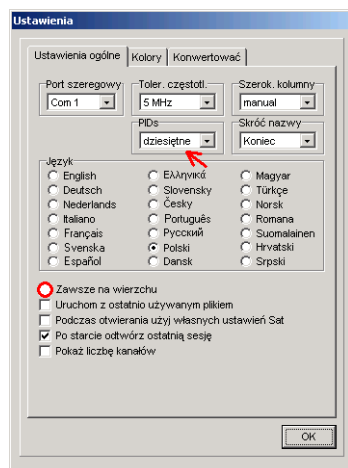 Ustawienia
Ustawienia ogólne Kolory Konwertować
Port szeregowy Toler. częstotl. Szerok. kolumny
Com 1 5 MHz manual
PIDs Skróć nazwy
dziesiętne Koniec
Język
English Ελληνικά Magyar
Deutsch Slovensky Türkçe
Nederlands Česky Norsk
Italiano Português Romana
Français Русский Suomalainen
Svenska Polski Hrvatski
Español Dansk Srpski
Zawsze na wierzchu
Uruchom z ostatnio używanym plikiem
Podczas otwierania użyj własnych ustawień Sat
Po starcie odtwórz ostatnią sesję
Pokaż liczbę kanałów
OK